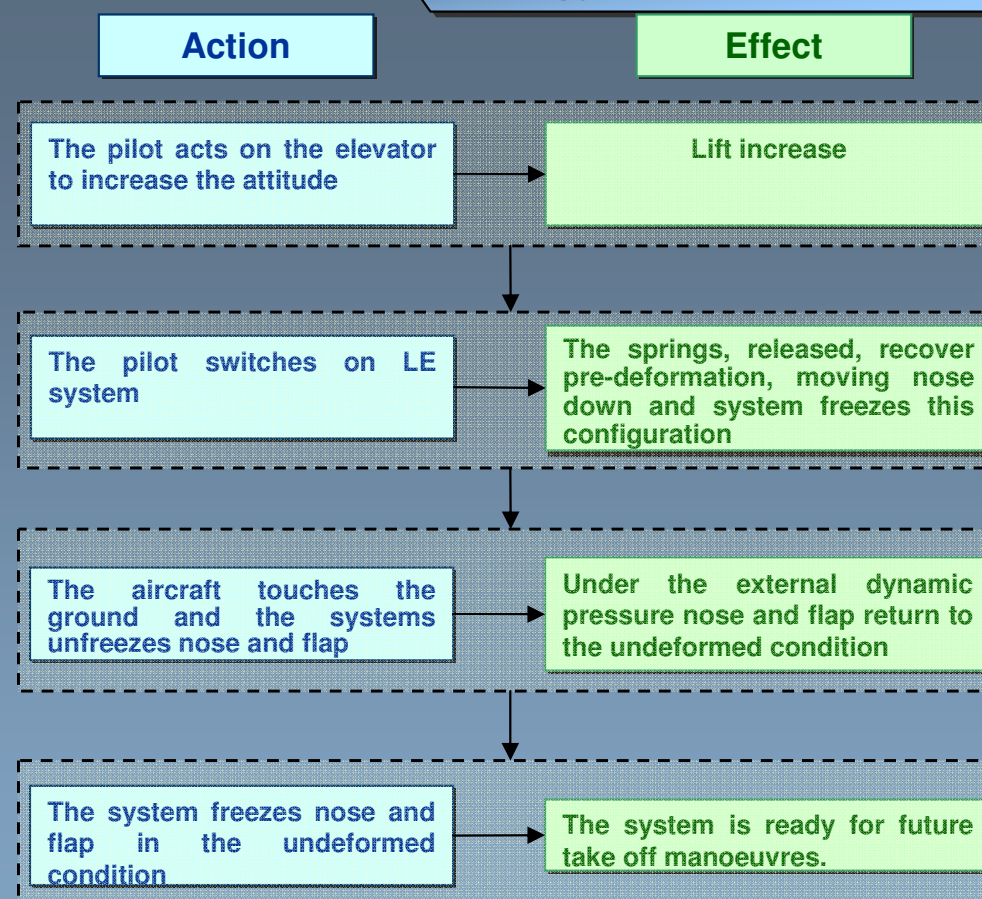 Action
Effect
The pilot acts on the elevator
to increase the attitude
Lift increase
The pilot switches on LE
system
The springs, released, recover
pre-deformation, moving nose
down and system freezes this
configuration
The aircraft touches the
ground and the systems
unfreezes nose and flap
Under the external dynamic
pressure nose and flap return to
the undeformed condition
The system freezes nose and
flap in the undeformed
condition
The system is ready for future
take off manoeuvres.